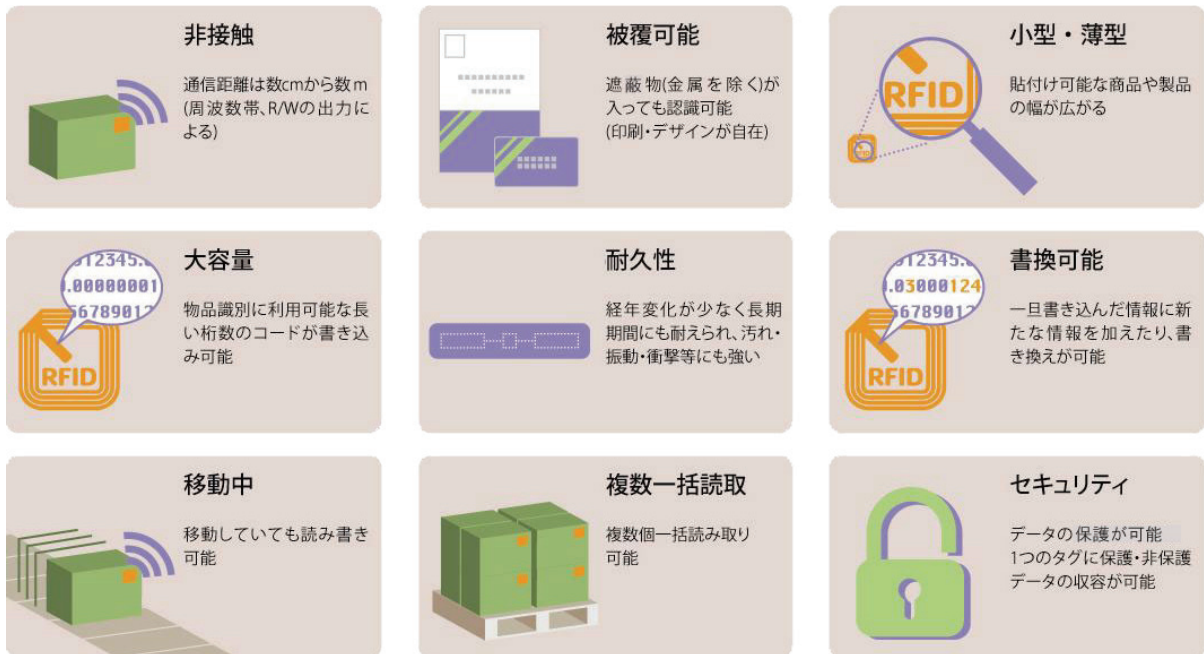 非接触
通信距離は数cmから数m
(周波数帯、R/Wの出力に
よる)
被覆可能
遮蔽物(金属を除く)が
入っても認識可能
(印刷・デザインが自在)
小型・薄型
貼付け可能な商品や製品
の幅が広がる
RFID
大容量
物品識別に利用可能な長
い桁数のコードが書き込
み可能
012345.
.00000001
56789012
RFID
耐久性
経年変化が少なく長期
期間にも耐えられ、汚れ・
振動・衝撃等にも強い
書換可能
一旦書き込んだ情報に新
たな情報を加えたり、書
き換えが可能
012345.
.03000124
56789012
RFID
移動中
移動していても読み書き
可能
複数一括読取
複数個一括読み取り
可能
セキュリティ
データの保護が可能
1つのタグに保護・非保護
データの収容が可能